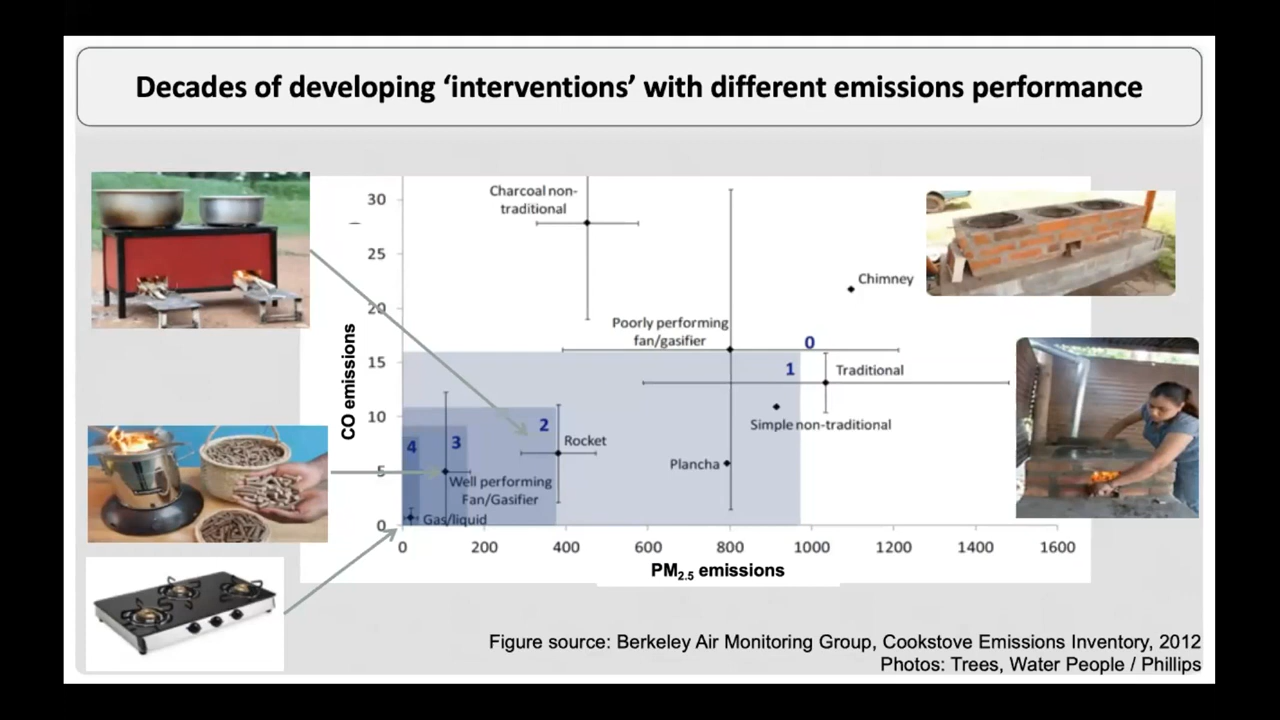 Decades of developing ‘interventions’ with different emissions performance
Charcoal non-
traditional
30
25
20
15
10
5
0
CO emissions
Chimney
Poorly performing
fan/gasifier
0
1
Traditional
Simple non-traditional
2
Rocket
3
4
Plancha
Well performing
Fan/Gasifier
Gas/liquid
0 200 400 600 800 1000 1200 1400 1600
PM2.5 emissions
Figure source: Berkeley Air Monitoring Group, Cookstove Emissions Inventory, 2012
Photos: Trees, Water People / Phillips